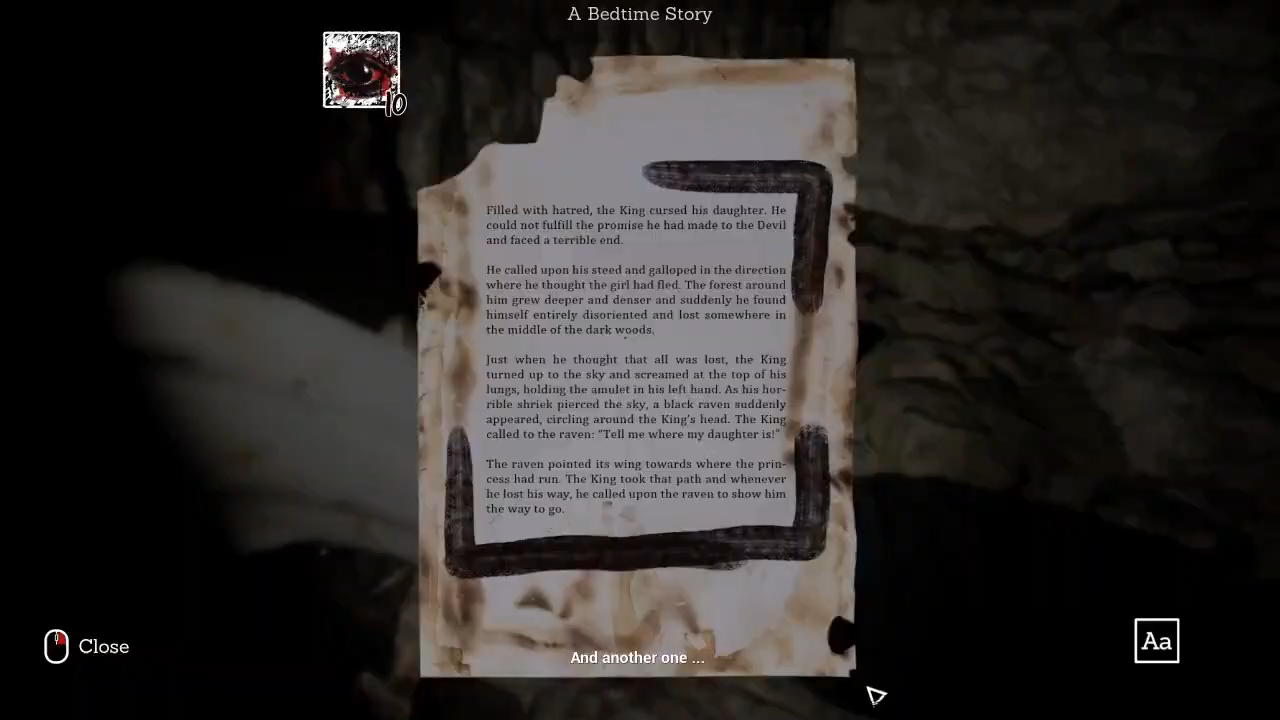 A Bedtime Story
10
Filled with hatred, the King cursed his daughter. He
could not fulfill the promise he had made to the Devil
and faced a terrible end.
He called upon his steed and galloped in the direction
where he thought the girl had fled. The forest around
him grew deeper and denser and suddenly he found
himself entirely disoriented and lost somewhere in
the middle of the dark woods.
Just when he thought that all was lost, the King
turned up to the sky and screamed at the top of his
lungs, holding the amulet in his left hand. As his hor-
rible shriek pierced the sky, a black raven suddenly
appeared, circling around the King's head. The King
called to the raven: "Tell me where my daughter is!"
The raven pointed its wing towards where the prin-
cess had run. The King took that path and whenever
he lost his way, he called upon the raven to show him
the way to go.
Close
Aa
And another one ...